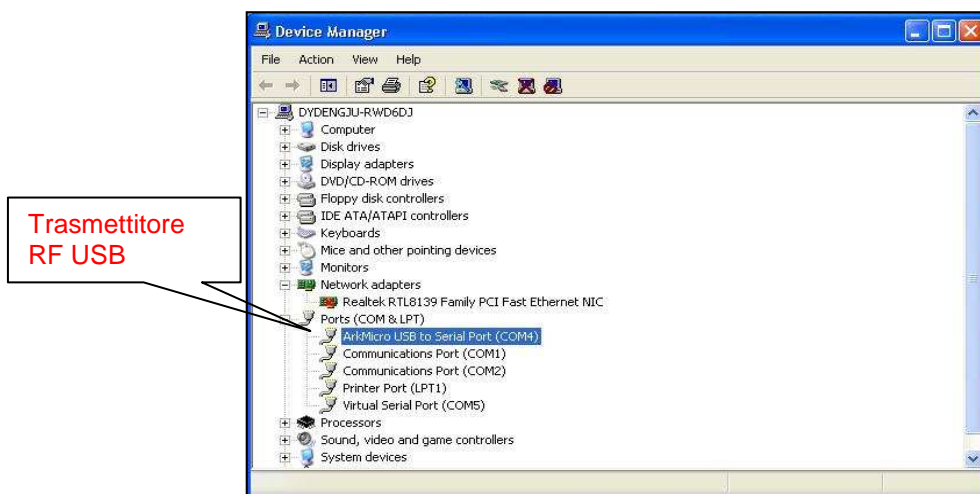 Device Manager
File Action View Help
DYDENGJU-RWD6DJ
Computer
Disk drives
Display adapters
DVD/CD-ROM drives
Floppy disk controllers
IDE ATA/ATAPI controllers
Keyboards
Mice and other pointing devices
Monitors
Network adapters
Realtek RTL8139 Family PCI Fast Ethernet NIC
Ports (COM & LPT)
ArkMicro USB to Serial Port (COM4)
Communications Port (COM1)
Communications Port (COM2)
Printer Port (LPT1)
Virtual Serial Port (COM5)
Processors
Sound, video and game controllers
System devices
Trasmettitore
RF USB